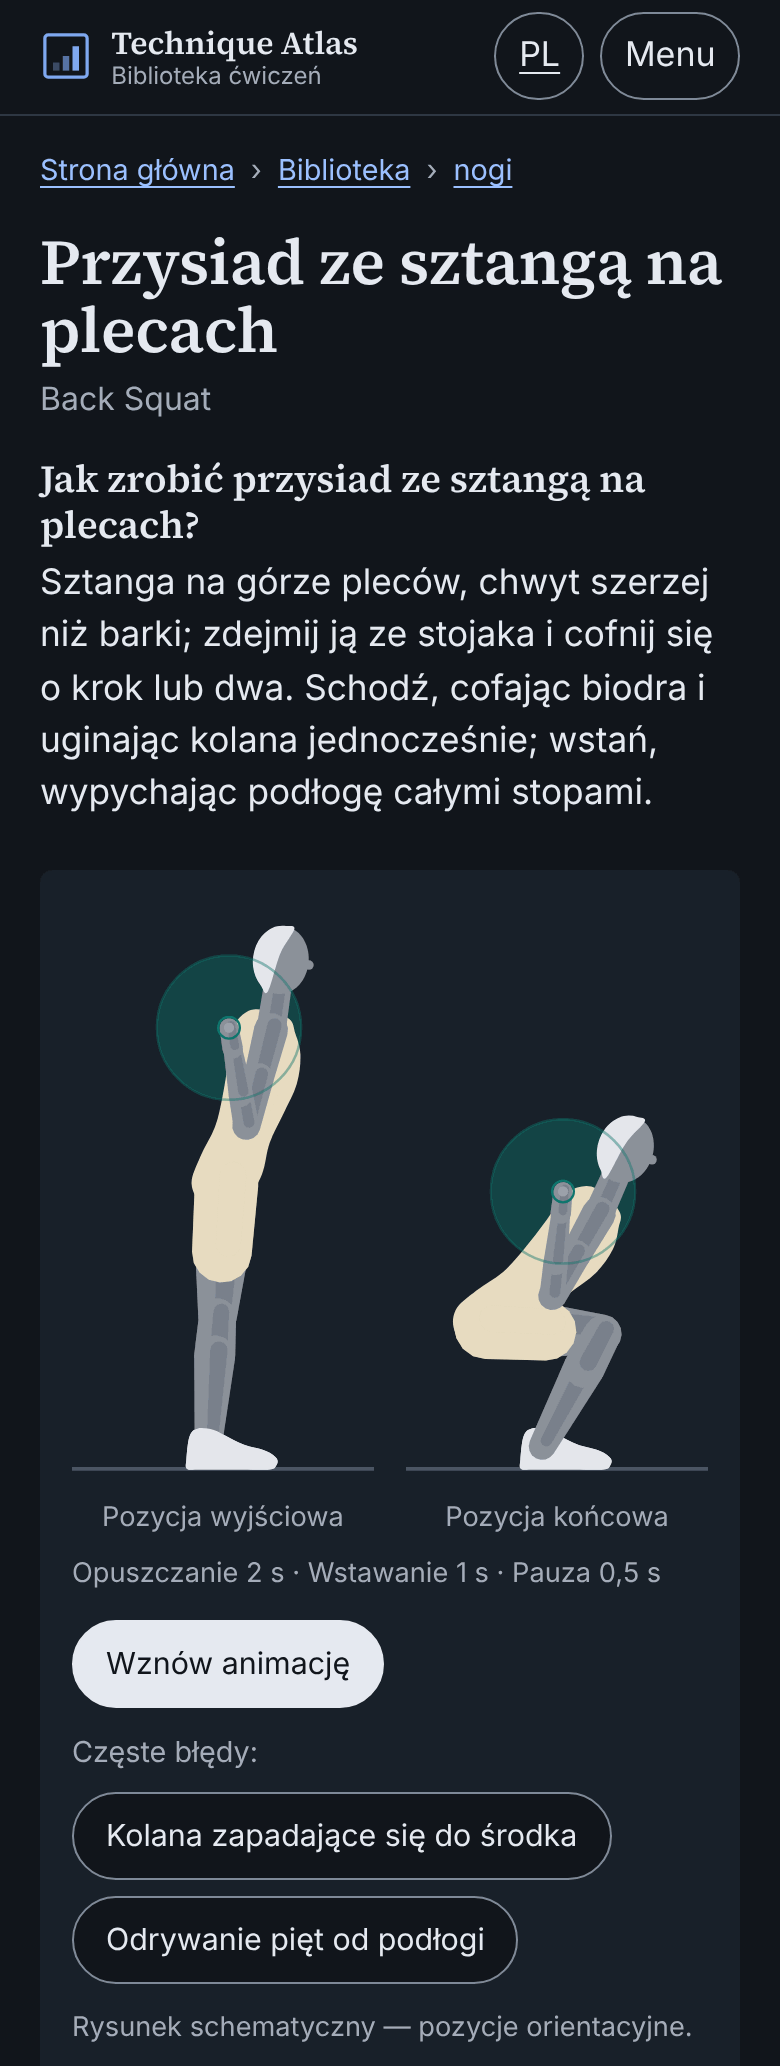 Technique Atlas
Biblioteka ćwiczeń
PL
Menu
Strona główna › Biblioteka › nogi
Przysiad ze sztangą na
plecach
Back Squat
Jak zrobić przysiad ze sztangą na
plecach?
Sztanga na górze pleców, chwyt szerzej
niż barki; zdejmij ją ze stojaka i cofnij się
o krok lub dwa. Schodź, cofając biodra i
uginając kolana jednocześnie; wstań,
wypychając podłogę całymi stopami.
Pozycja wyjściowa
Pozycja końcowa
Opuszczanie 2 s · Wstawanie 1 s · Pauza 0,5 s
Wznów animację
Częste błędy:
Kolana zapadające się do środka
Odrywanie pięt od podłogi
Rysunek schematyczny — pozycje orientacyjne.